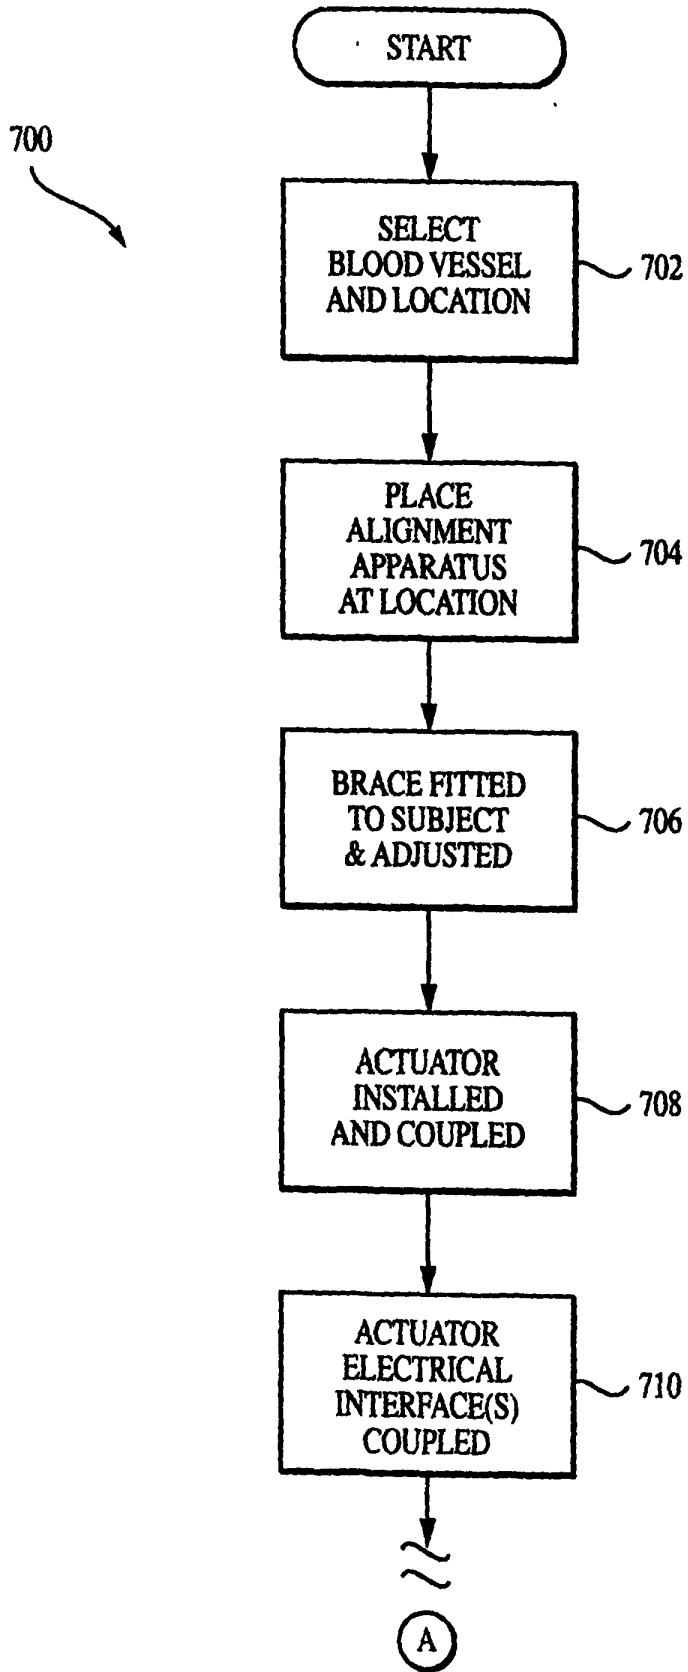 START
700
SELECT
BLOOD VESSEL
AND LOCATION
702
PLACE
ALIGNMENT
APPARATUS
AT LOCATION
704
BRACE FITTED
TO SUBJECT
& ADJUSTED
706
ACTUATOR
INSTALLED
AND COUPLED
708
ACTUATOR
ELECTRICAL
INTERFACE(S)
COUPLED
710
A